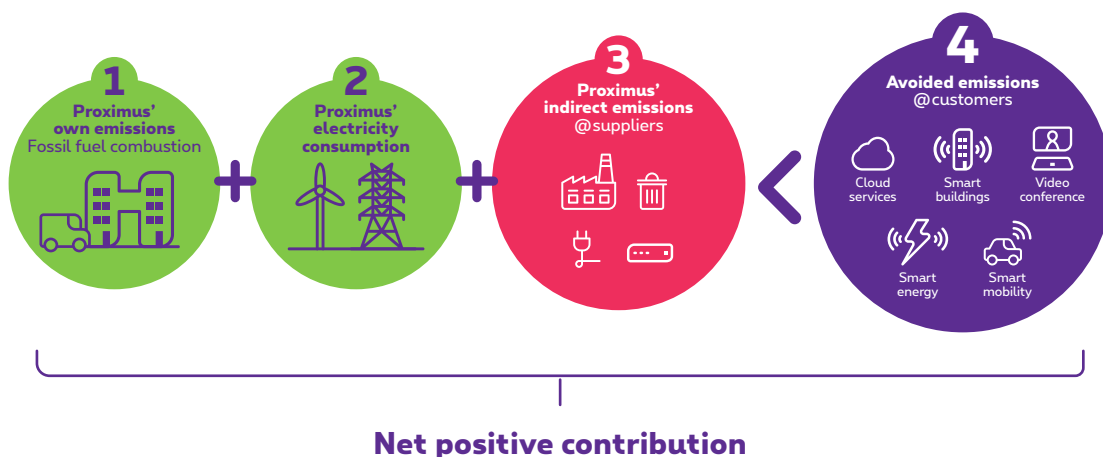 1
Proximus’
own emissions
Fossil fuel combustion
+
2
Proximus’
electricity
consumption
+
3
Proximus’
indirect emissions
@suppliers
<
4
Avoided emissions
@customers
Cloud
services
Smart
buildings
Video
conference
Smart
energy
Smart
mobility
Net positive contribution